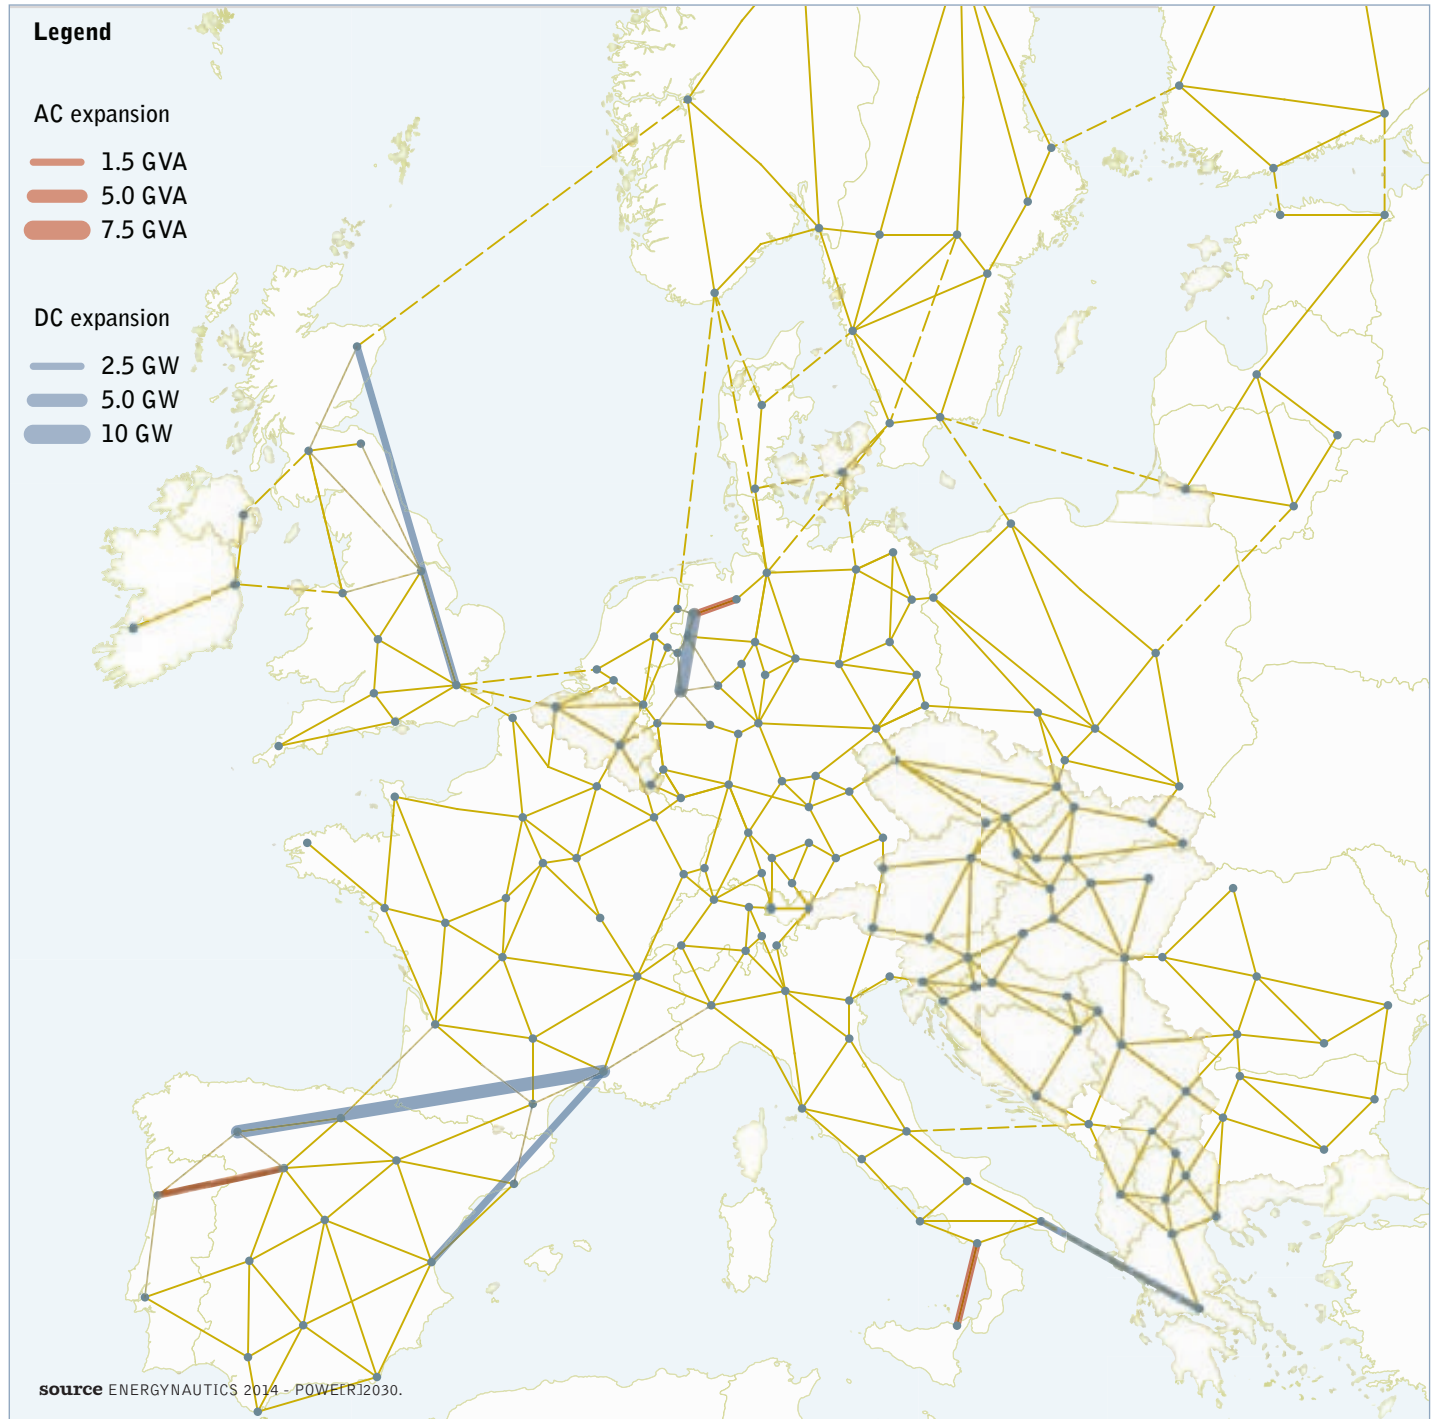 Legend
AC expansion
1.5 GVA
5.0 GVA
7.5 GVA
DC expansion
2.5 GW
5.0 GW
10 GW
source ENERGYNAUTICS 2014 - POWE[R]2030.